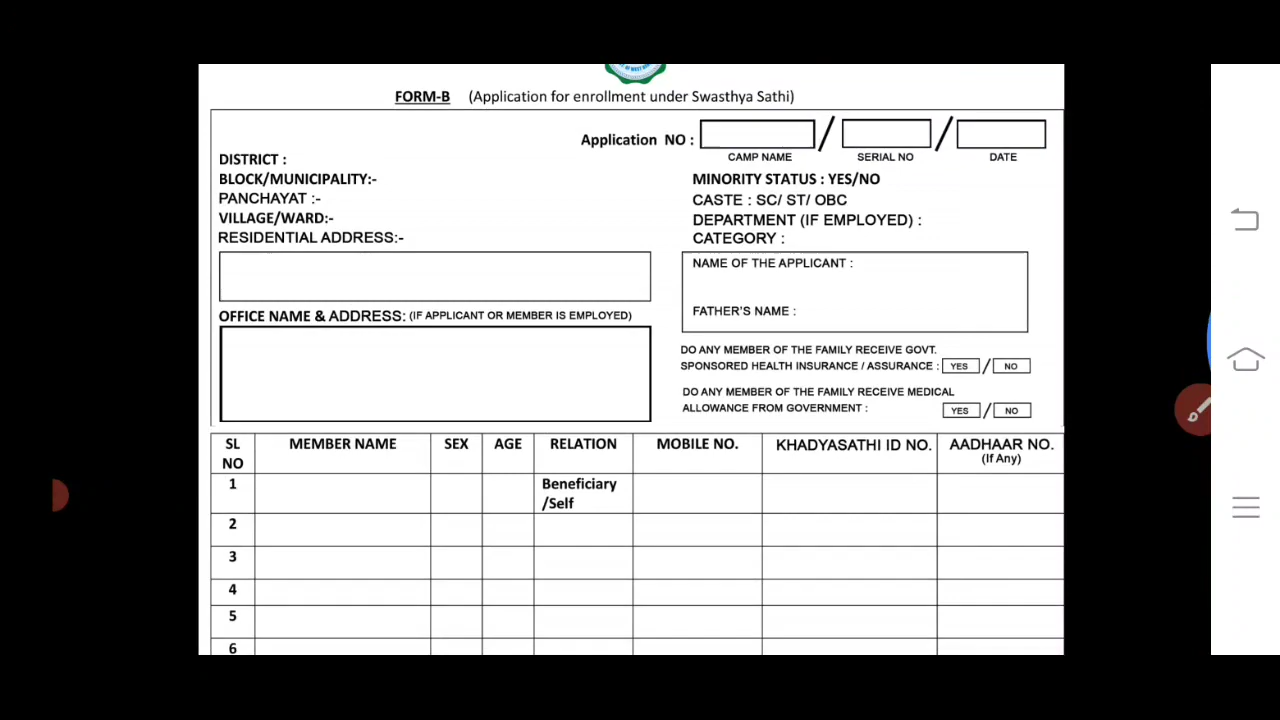 FORM-B (Application for enrollment under Swasthya Sathi)
Application NO : / /
CAMP NAME SERIAL NO DATE
DISTRICT :
BLOCK/MUNICIPALITY:-
PANCHAYAT :-
VILLAGE/WARD:-
RESIDENTIAL ADDRESS:-
MINORITY STATUS : YES/NO
CASTE : SC/ ST/ OBC
DEPARTMENT (IF EMPLOYED) :
CATEGORY :
NAME OF THE APPLICANT :
FATHER'S NAME :
OFFICE NAME & ADDRESS: (IF APPLICANT OR MEMBER IS EMPLOYED)
DO ANY MEMBER OF THE FAMILY RECEIVE GOVT.
SPONSORED HEALTH INSURANCE / ASSURANCE : YES / NO
DO ANY MEMBER OF THE FAMILY RECEIVE MEDICAL
ALLOWANCE FROM GOVERNMENT : YES / NO
SL NO MEMBER NAME SEX AGE RELATION MOBILE NO. KHADYASATHI ID NO. AADHAAR NO. (If Any)
1 Beneficiary /Self
2
3
4
5
6